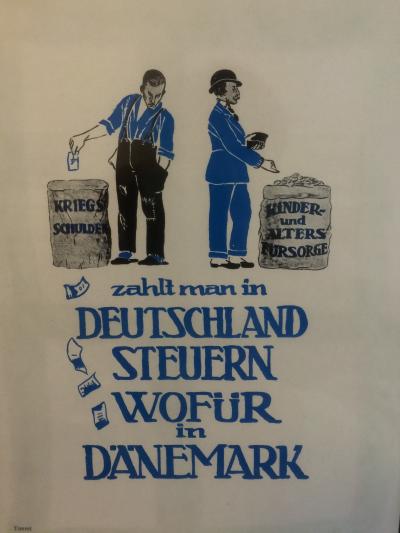 KRIEGS
SCHULDEN
KINDER-
und
ALTERS
FÜRSORGE
zahlt man in
DEUTSCHLAND
STEUERN
WOFÜR
in
DÄNEMARK